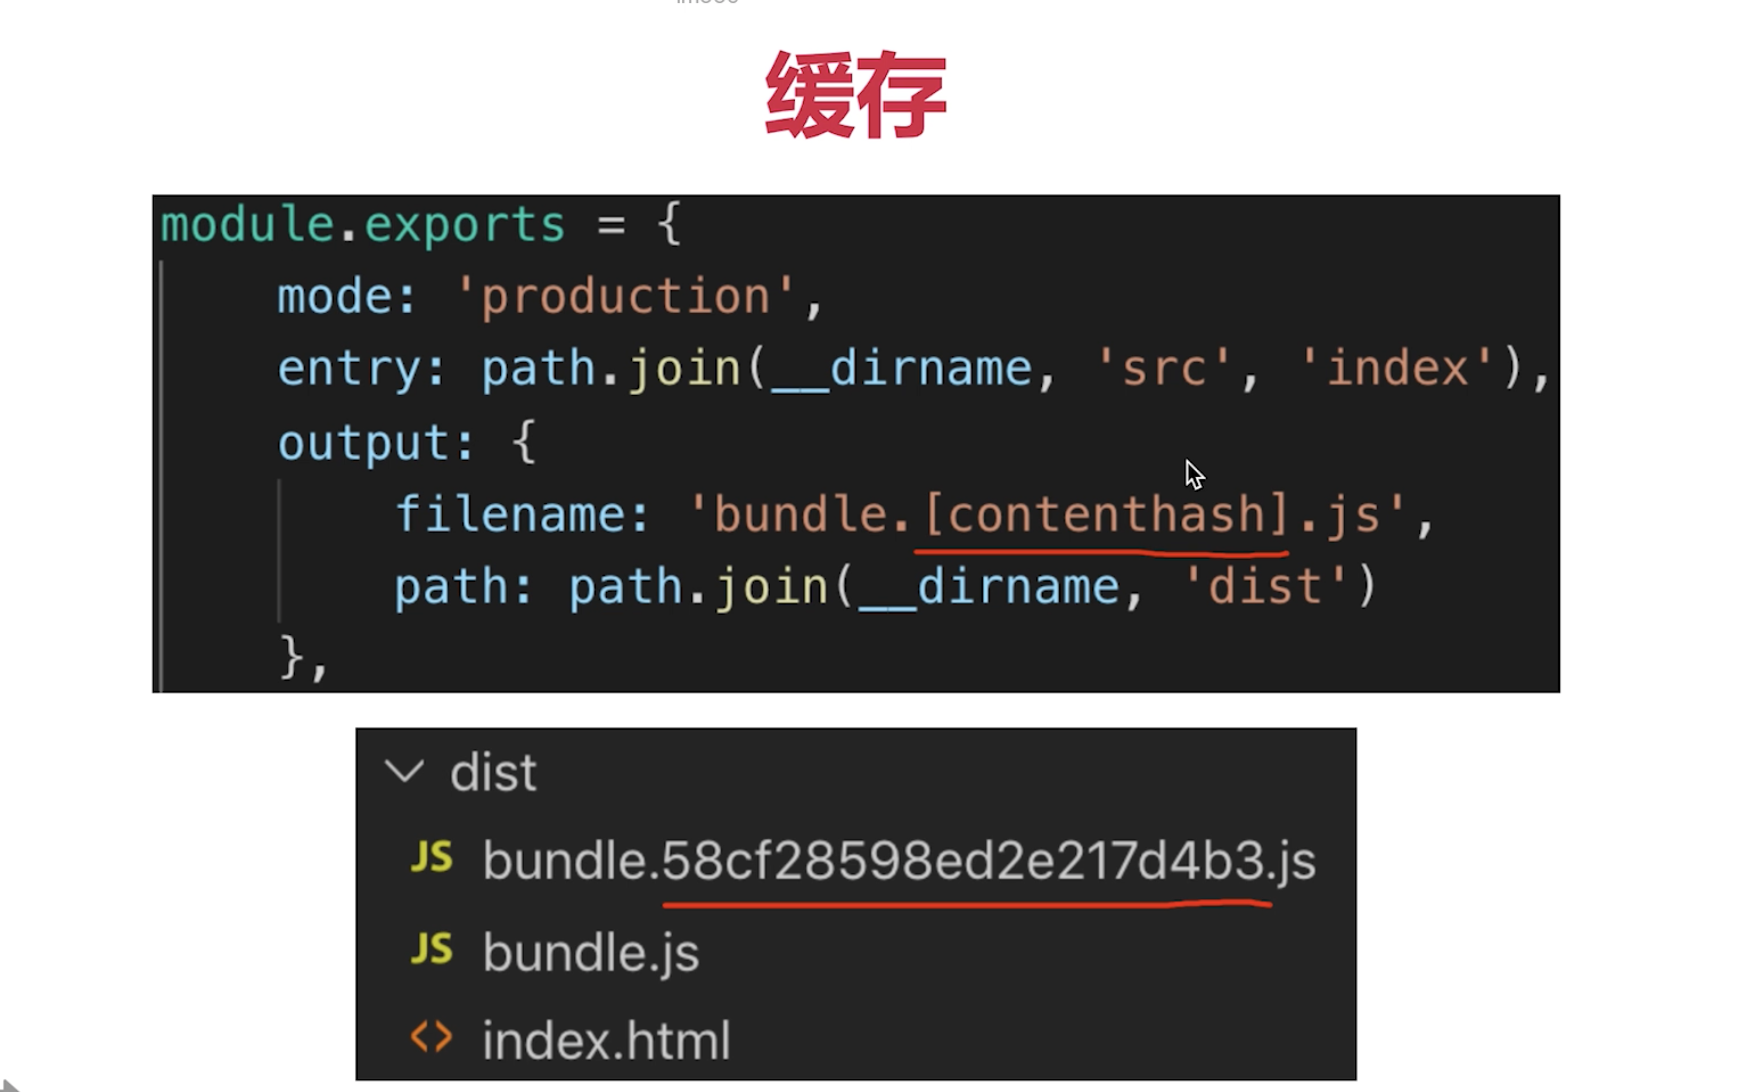 缓存
module.exports = {
mode: 'production',
entry: path.join(__dirname, 'src', 'index'),
output: {
filename: 'bundle.[contenthash].js',
path: path.join(__dirname, 'dist')
},
dist
JS bundle.58cf28598ed2e217d4b3.js
JS bundle.js
<> index.html